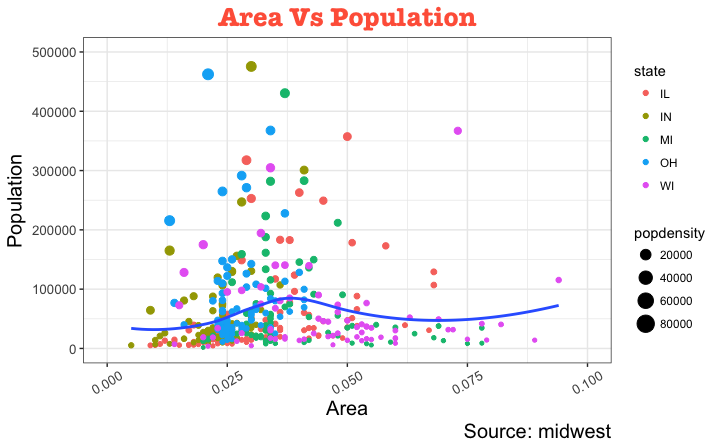 Area Vs Population
500000
400000
300000
200000
100000
0
Population
0.000
0.025
0.050
0.075
0.100
Area
Source: midwest
state
IL
IN
MI
OH
WI
popdensity
20000
40000
60000
80000